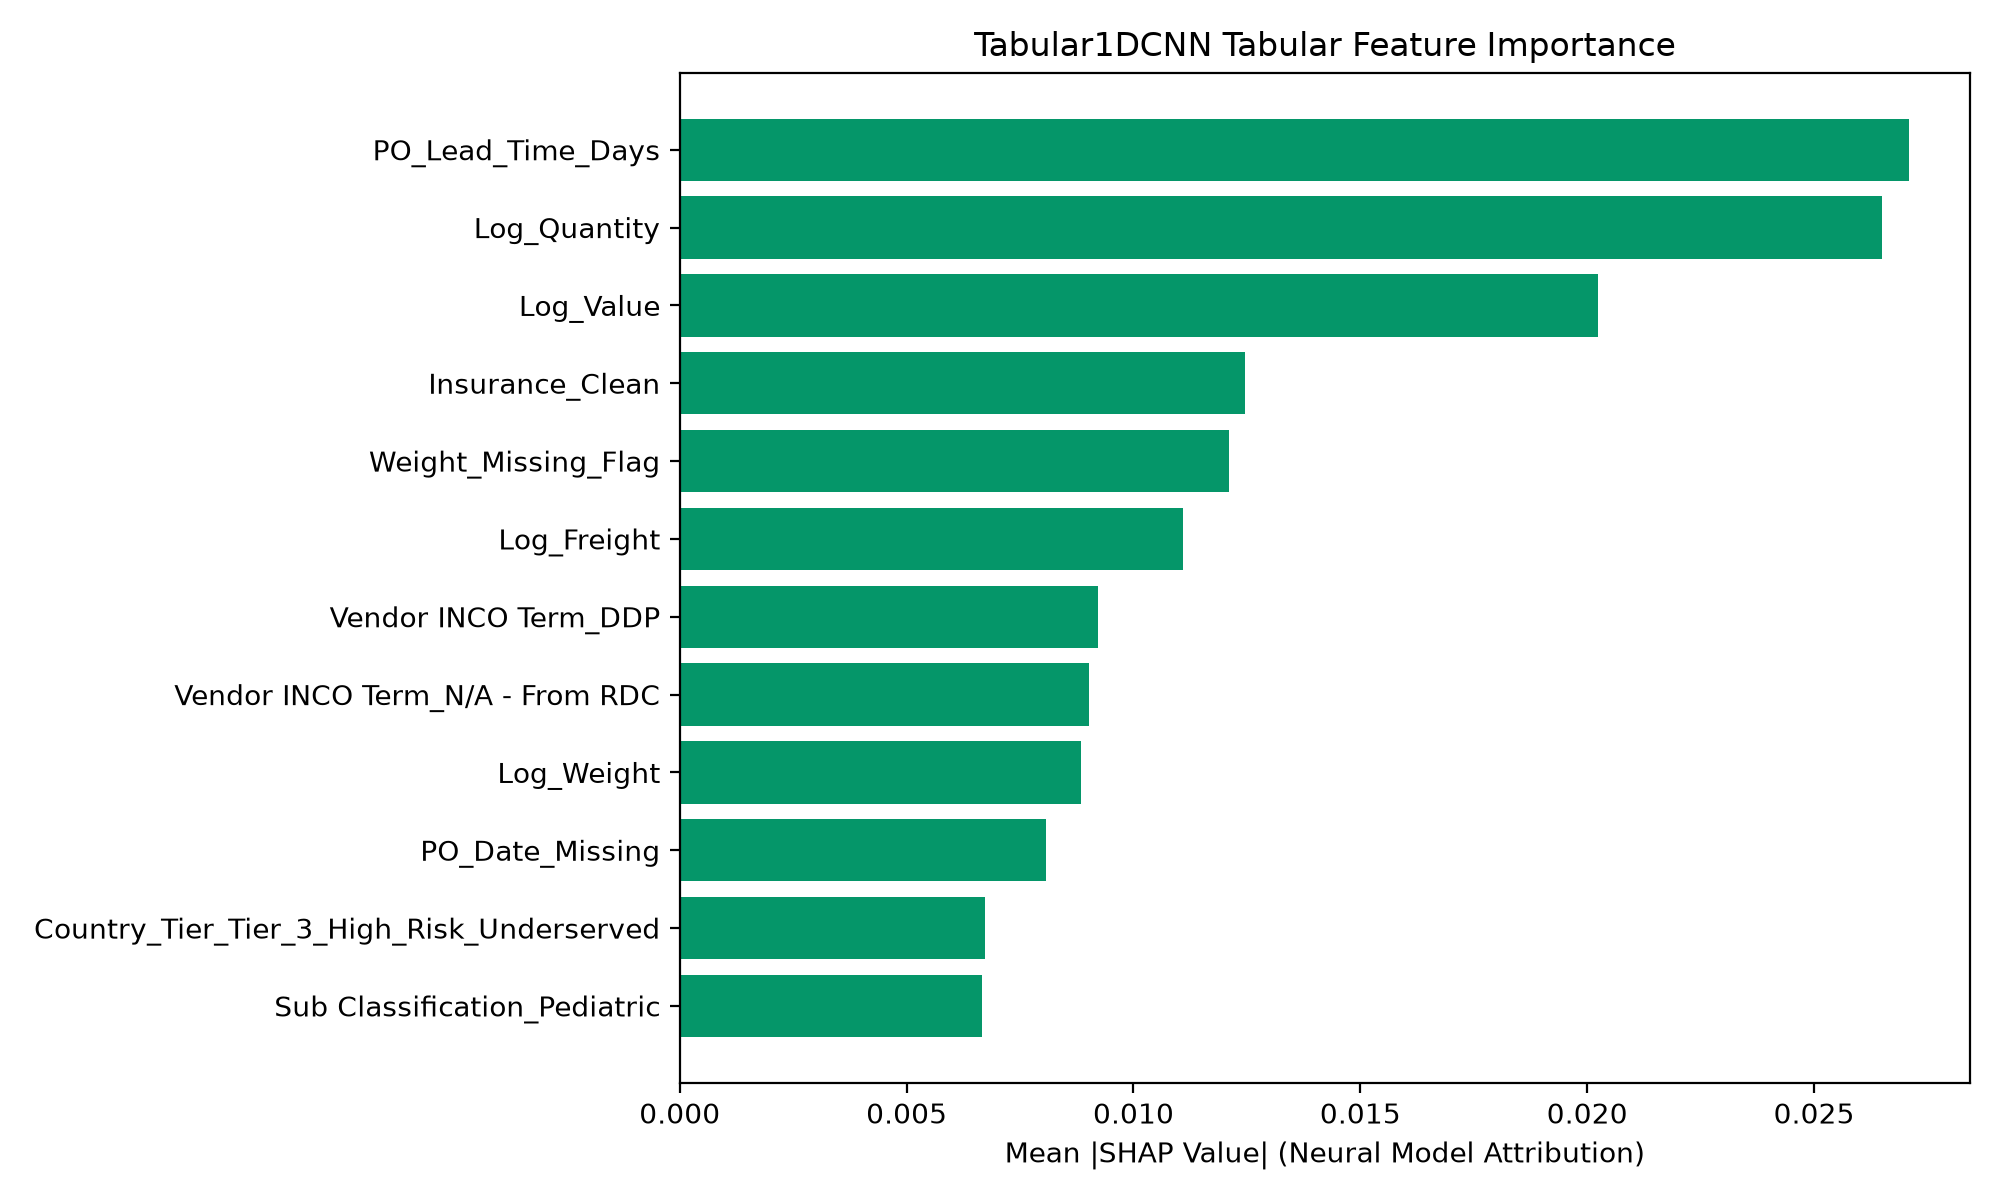 Tabular1DCNN Tabular Feature Importance
PO_Lead_Time_Days
Log_Quantity
Log_Value
Insurance_Clean
Weight_Missing_Flag
Log_Freight
Vendor INCO Term_DDP
Vendor INCO Term_N/A - From RDC
Log_Weight
PO_Date_Missing
Country_Tier_Tier_3_High_Risk_Underserved
Sub Classification_Pediatric
0.000 0.005 0.010 0.015 0.020 0.025
Mean |SHAP Value| (Neural Model Attribution)